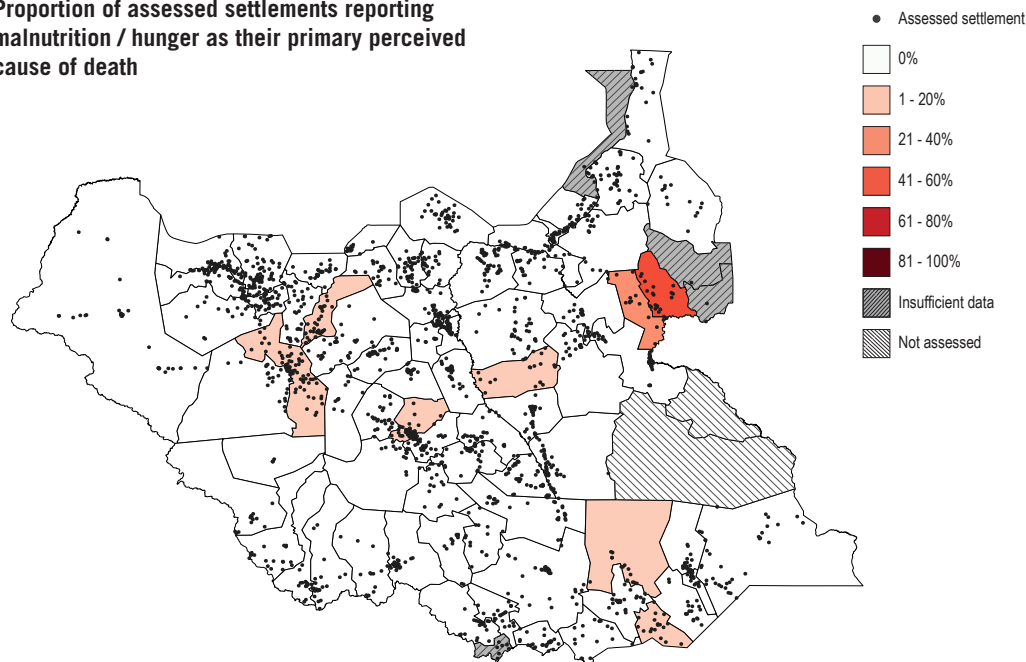 Proportion of assessed settlements reporting
malnutrition / hunger as their primary perceived
cause of death
Assessed settlement
0%
1 - 20%
21 - 40%
41 - 60%
61 - 80%
81 - 100%
Insufficient data
Not assessed